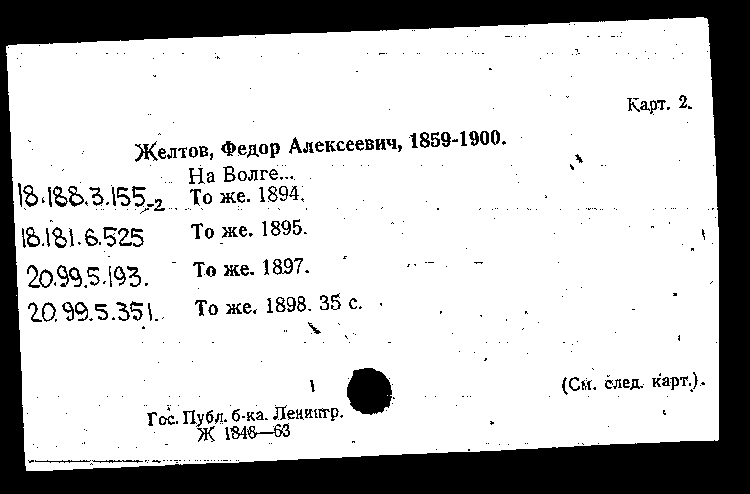 Карт. 2.
Желтов, Федор Алексеевич, 1859-1900.
На Волге...
18.188.3.155-2 То же. 1894.
18.181.6.525 То же. 1895.
20.99.5.193. То же. 1897.
20.99.5.351. То же. 1898. 35 с.
(См. след. карт.).
Гос. Публ. б-ка. Ленингр.
Ж 1848—63